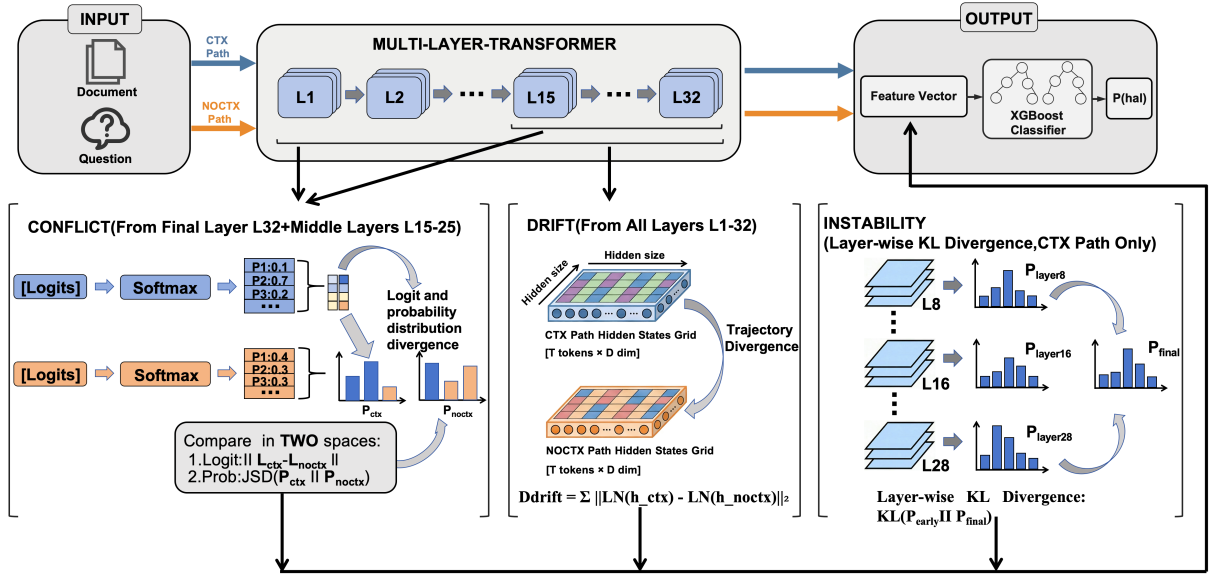 INPUT
Document
Question
CTX
Path
NOCTX
Path
MULTI-LAYER-TRANSFORMER
L1
L2
...
L15
...
L32
OUTPUT
Feature Vector
XGBoost
Classifier
P(hal)
CONFLICT(From Final Layer L32+Middle Layers L15-25)
[Logits]
Softmax
P1:0.1
P2:0.7
P3:0.2
...
[Logits]
Softmax
P1:0.4
P2:0.3
P3:0.3
...
Logit and
probability
distribution
divergence
Pctx
Pnoctx
Compare in TWO spaces:
1.Logit:II Lctx-Lnoctx II
2.Prob:JSD(Pctx II Pnoctx)
DRIFT(From All Layers L1-32)
Hidden size
Hidden size
... ...
CTX Path Hidden States Grid
[T tokens × D dim]
Trajectory
Divergence
... ...
NOCTX Path Hidden States Grid
[T tokens × D dim]
Ddrift = Σ ||LN(h_ctx) - LN(h_noctx)||₂
INSTABILITY
(Layer-wise KL Divergence,CTX Path Only)
L8
Player8
L16
Player16
Pfinal
L28
Player28
Layer-wise KL Divergence:
KL(PearlyII Pfinal)